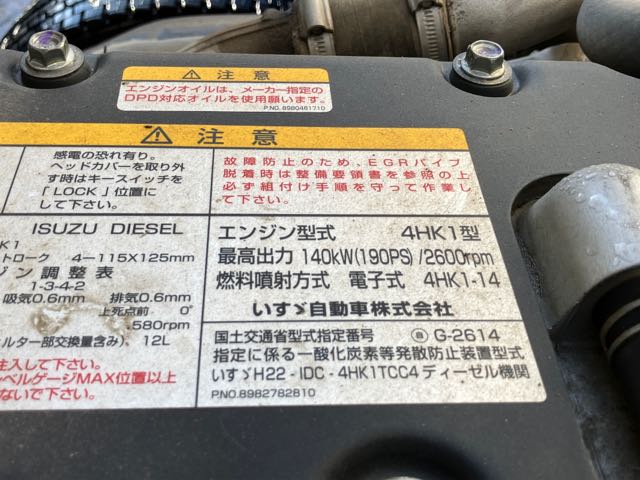 ⚠ 注意
エンジンオイルは、メーカー指定の
DPD対応オイルを使用願います。
P.NO. 8980461710
⚠ 注意
感電の恐れ有り。
ヘッドカバーを取り外
す時はキースイッチを
「LOCK」位置に
して下さい。
故障防止のため、EGRパイプ
脱着時は整備要領書を参照の上
必ず組付け手順を守って作業し
て下さい。
ISUZU DIESEL
K1
トローク 4-115X125mm
ジン調整表
1-3-4-2
吸気0.6mm 排気0.6mm
上死点前 0°
580rpm
ルター部交換量含み)、12L
注入して下さい。
ベルゲージMAX位置以上
ないで下さい。
エンジン型式 4HK1型
最高出力 140kW(190PS)/2600rpm
燃料噴射方式 電子式 4HK1-14
いすゞ自動車株式会社
国土交通省型式指定番号 ⓐ G-2614
指定に係る一酸化炭素等発散防止装置型式
いすゞH22-IDC-4HK1TCC4ディーゼル機関
P.NO. 8982782810